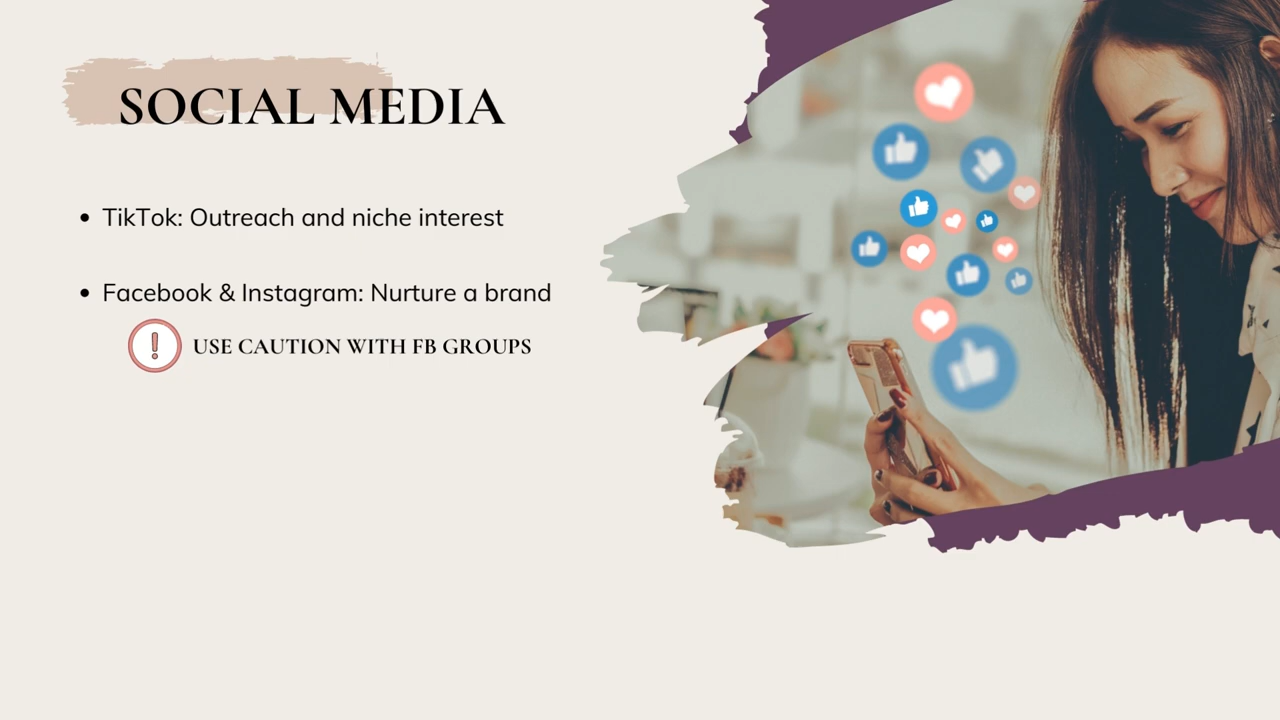 SOCIAL MEDIA
TikTok: Outreach and niche interest
Facebook & Instagram: Nurture a brand
USE CAUTION WITH FB GROUPS